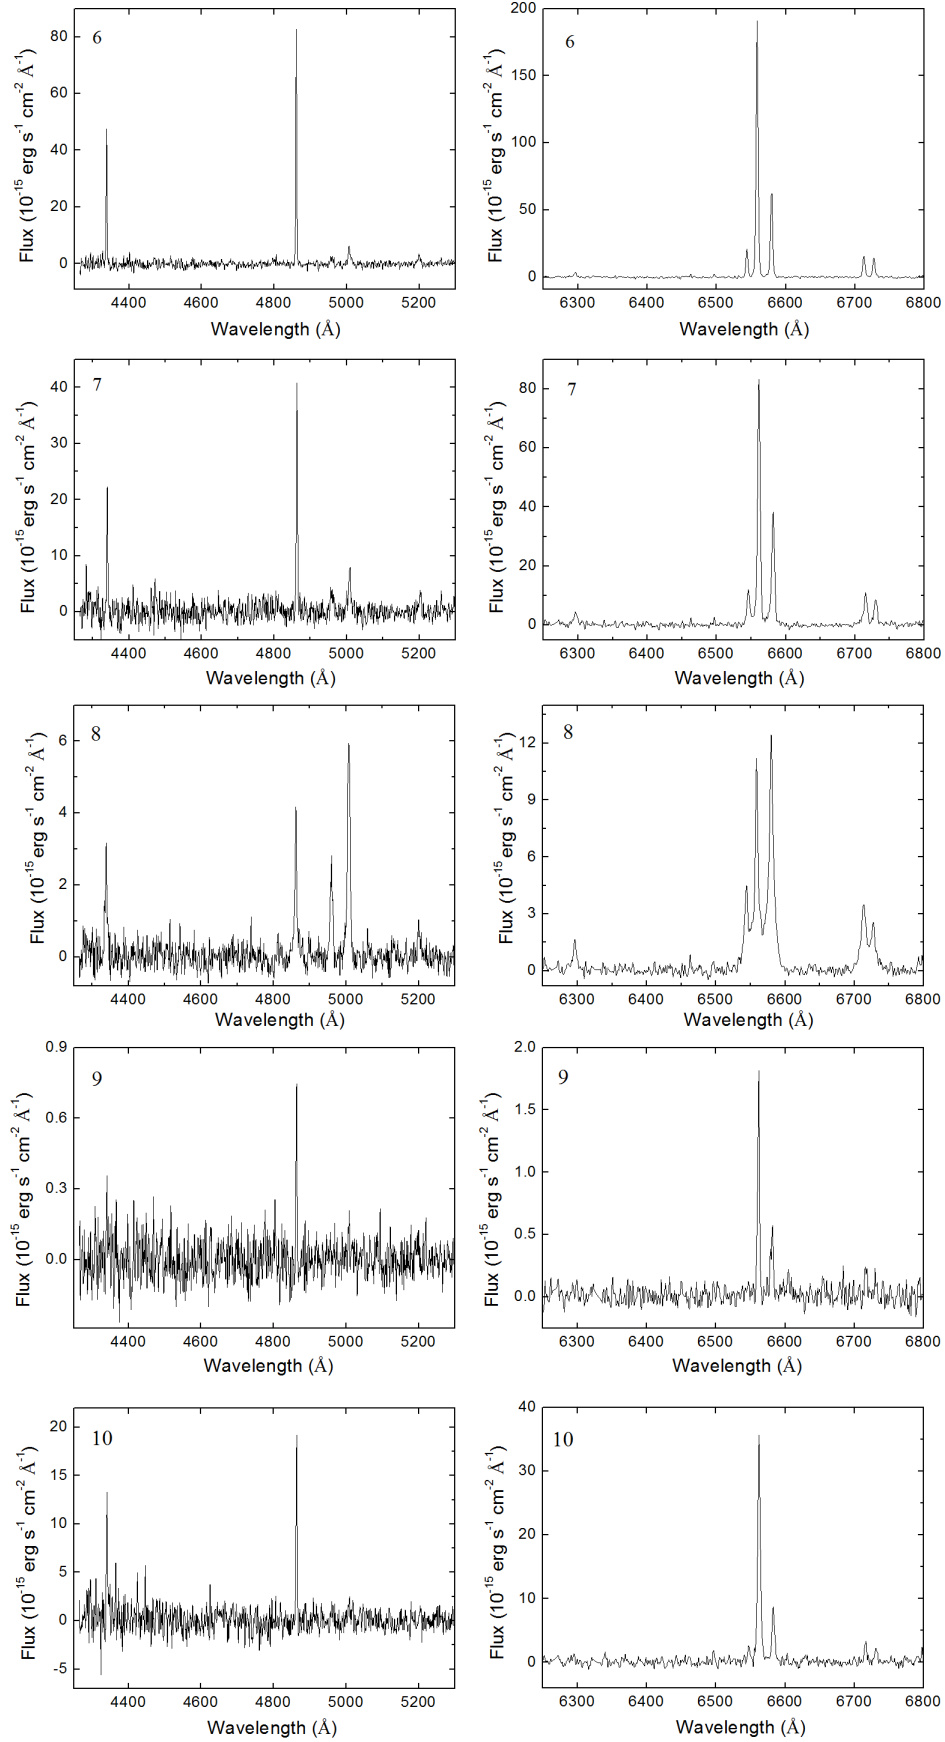 6
80
60
40
20
0
Flux (10⁻¹⁵ erg s⁻¹ cm⁻² Å⁻¹)
4400 4600 4800 5000 5200
Wavelength (Å)
6
200
150
100
50
0
Flux (10⁻¹⁵ erg s⁻¹ cm⁻² Å⁻¹)
6300 6400 6500 6600 6700 6800
Wavelength (Å)
7
40
30
20
10
0
Flux (10⁻¹⁵ erg s⁻¹ cm⁻² Å⁻¹)
4400 4600 4800 5000 5200
Wavelength (Å)
7
80
60
40
20
0
Flux (10⁻¹⁵ erg s⁻¹ cm⁻² Å⁻¹)
6300 6400 6500 6600 6700 6800
Wavelength (Å)
8
6
4
2
0
Flux (10⁻¹⁵ erg s⁻¹ cm⁻² Å⁻¹)
4400 4600 4800 5000 5200
Wavelength (Å)
8
12
9
6
3
0
Flux (10⁻¹⁵ erg s⁻¹ cm⁻² Å⁻¹)
6300 6400 6500 6600 6700 6800
Wavelength (Å)
9
0.9
0.6
0.3
0.0
Flux (10⁻¹⁵ erg s⁻¹ cm⁻² Å⁻¹)
4400 4600 4800 5000 5200
Wavelength (Å)
9
2.0
1.5
1.0
0.5
0.0
Flux (10⁻¹⁵ erg s⁻¹ cm⁻² Å⁻¹)
6300 6400 6500 6600 6700 6800
Wavelength (Å)
10
20
15
10
5
0
-5
Flux (10⁻¹⁵ erg s⁻¹ cm⁻² Å⁻¹)
4400 4600 4800 5000 5200
Wavelength (Å)
10
40
30
20
10
0
Flux (10⁻¹⁵ erg s⁻¹ cm⁻² Å⁻¹)
6300 6400 6500 6600 6700 6800
Wavelength (Å)